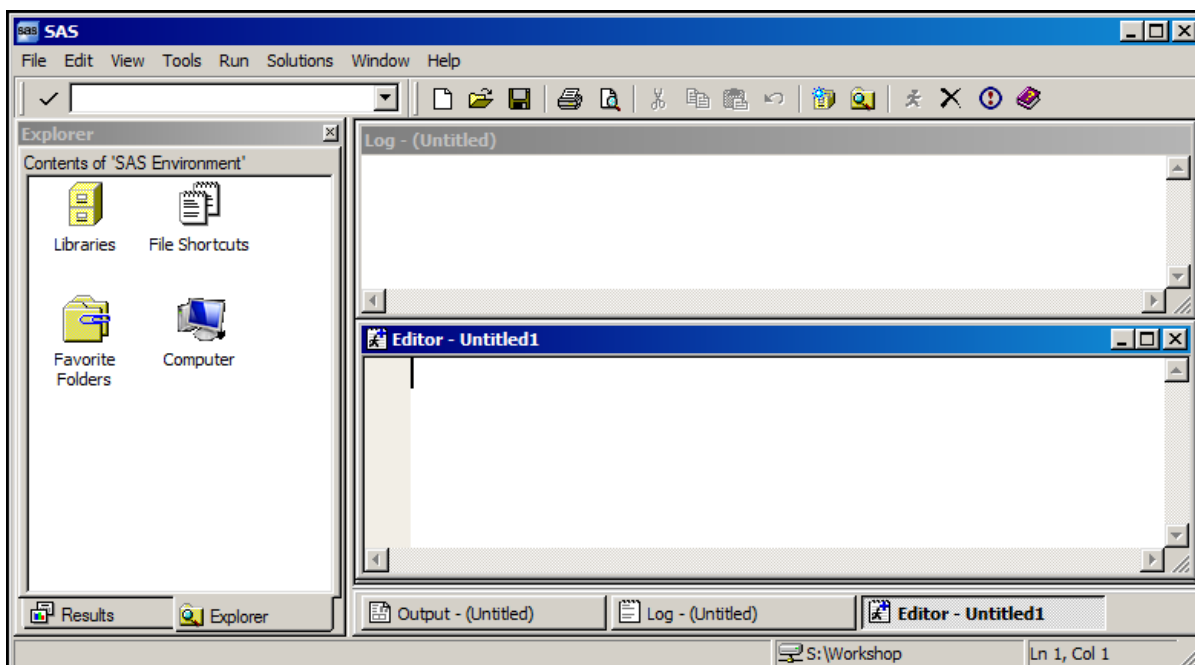 sas SAS
File Edit View Tools Run Solutions Window Help
Explorer
Contents of 'SAS Environment'
Libraries
File Shortcuts
Favorite
Folders
Computer
Results
Explorer
Log - (Untitled)
Editor - Untitled1
Output - (Untitled)
Log - (Untitled)
Editor - Untitled1
S:\Workshop
Ln 1, Col 1